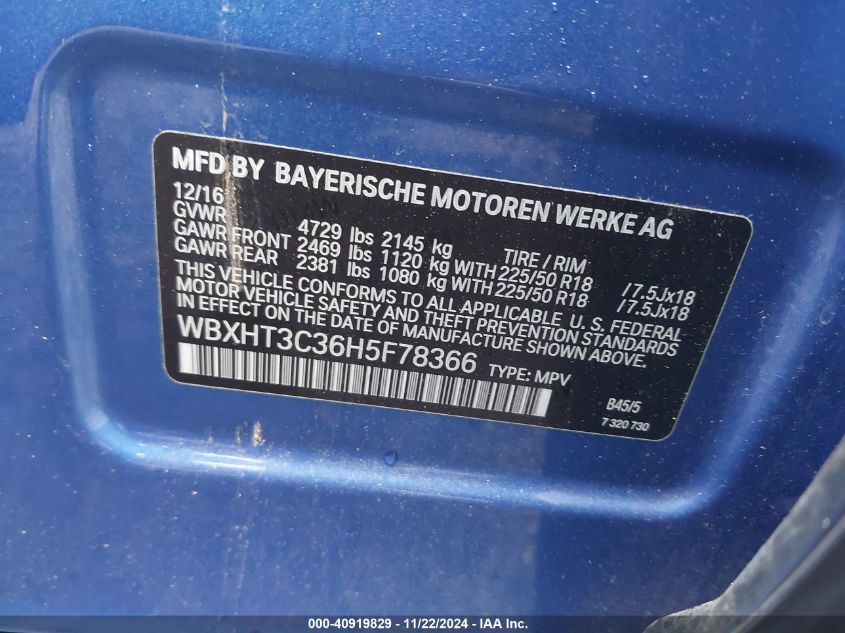 MFD BY BAYERISCHE MOTOREN WERKE AG
12/16
GVWR 4729 lbs 2145 kg TIRE / RIM
GAWR FRONT 2469 lbs 1120 kg WITH 225/50 R18 /7.5Jx18
GAWR REAR 2381 lbs 1080 kg WITH 225/50 R18 /7.5Jx18
THIS VEHICLE CONFORMS TO ALL APPLICABLE U.S. FEDERAL
MOTOR VEHICLE SAFETY AND THEFT PREVENTION STANDARDS
IN EFFECT ON THE DATE OF MANUFACTURE SHOWN ABOVE.
WBXHT3C36H5F78366 TYPE: MPV
B45/5
7 320 730
000-40919829 - 11/22/2024 - IAA Inc.